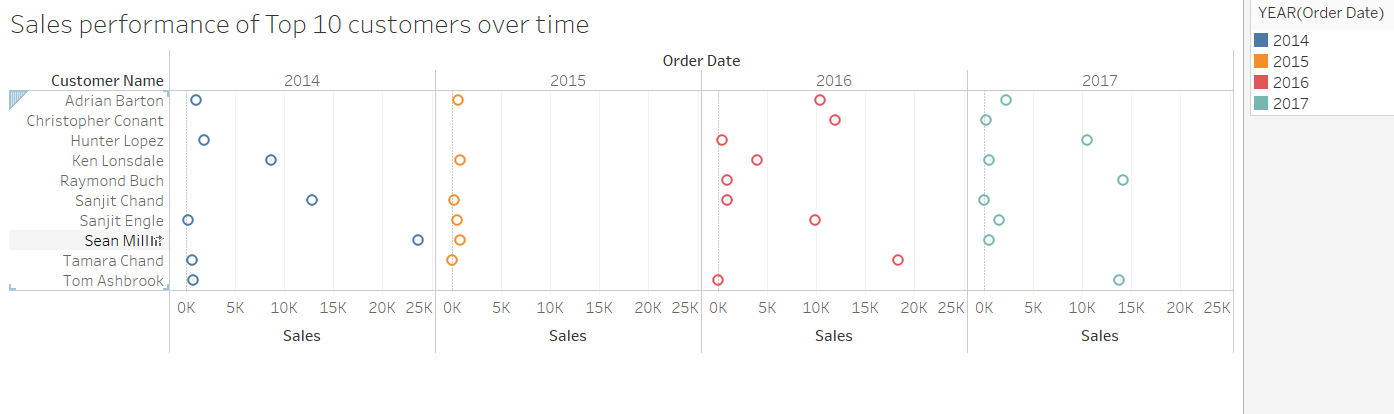 Sales performance of Top 10 customers over time
Order Date
Customer Name 2014 2015 2016 2017
Adrian Barton
Christopher Conant
Hunter Lopez
Ken Lonsdale
Raymond Buch
Sanjit Chand
Sanjit Engle
Sean
Tamara Chand
Tom Ashbrook
0K 5K 10K 15K 20K 25K 0K 5K 10K 15K 20K 25K 0K 5K 10K 15K 20K 25K 0K 5K 10K 15K 20K 25K
Sales Sales Sales Sales
YEAR(Order Date)
2014
2015
2016
2017